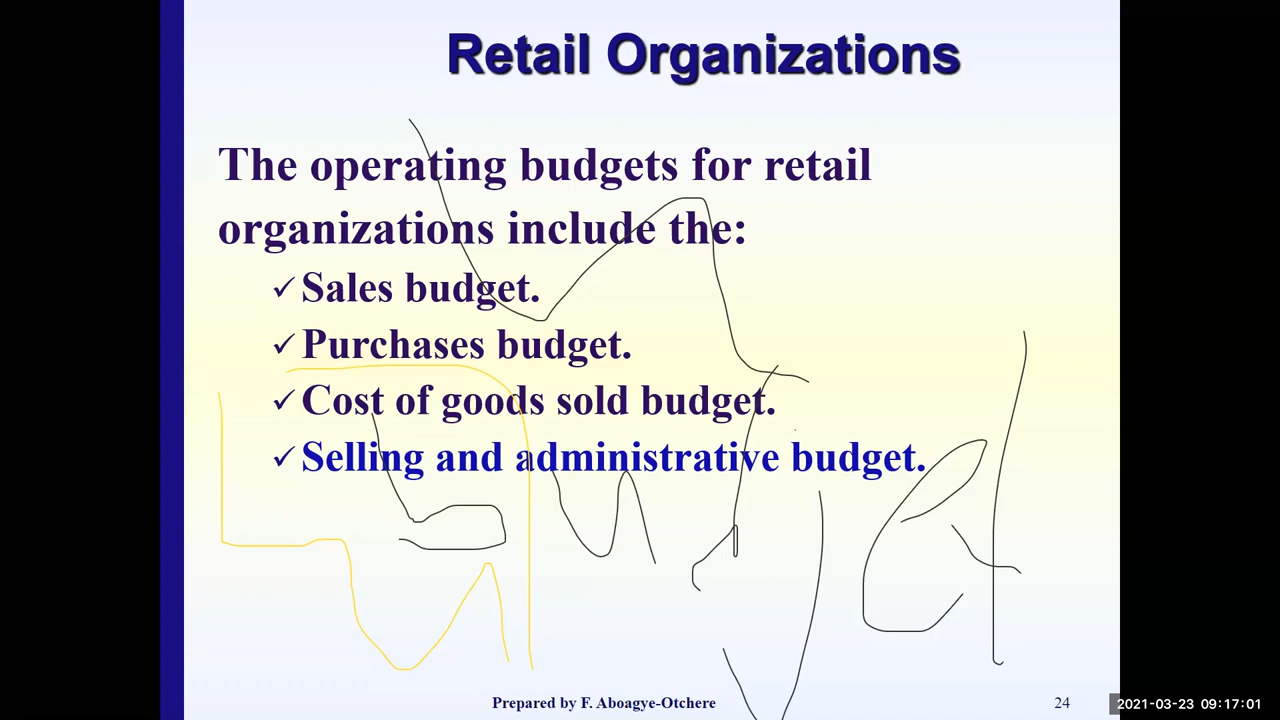 Retail Organizations
The operating budgets for retail
organizations include the:
✓ Sales budget.
✓ Purchases budget.
✓ Cost of goods sold budget.
✓ Selling and administrative budget.
Prepared by F. Aboagye-Otchere
24
2021-03-23 09:17:01